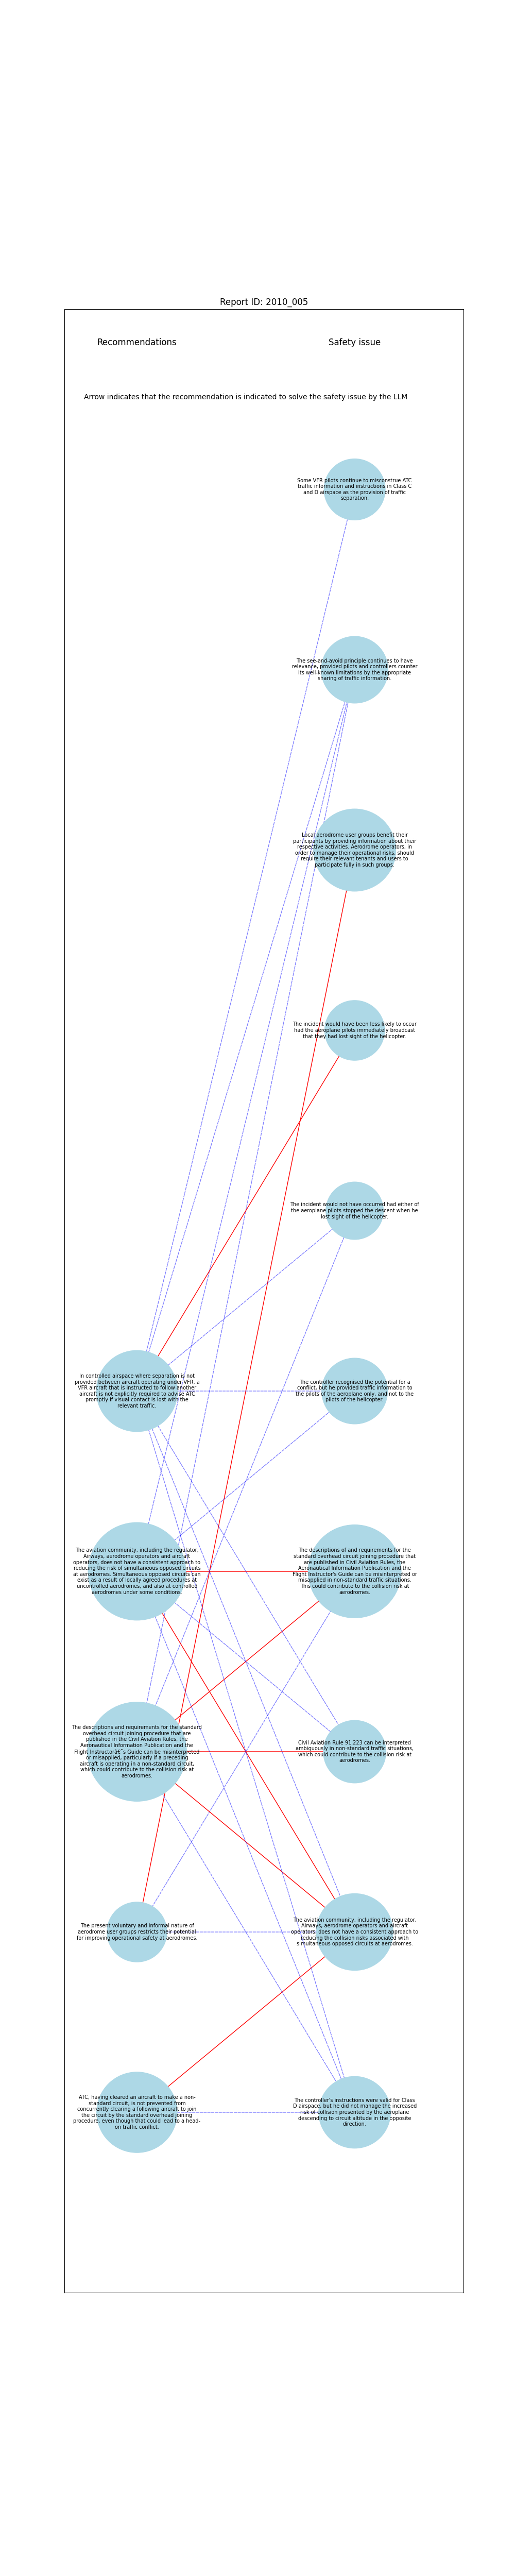 Report ID: 2010_005
Recommendations
Safety issue
Arrow indicates that the recommendation is indicated to solve the safety issue by the LLM
Some VFR pilots continue to misconstrue ATC
traffic information and instructions in Class C
and D airspace as the provision of traffic
separation.
The see-and-avoid principle continues to have
relevance, provided pilots and controllers counter
its well-known limitations by the appropriate
sharing of traffic information.
Local aerodrome user groups benefit their
participants by providing information about their
respective activities. Aerodrome operators, in
order to manage their operational risks, should
require their relevant tenants and users to
participate fully in such groups.
The incident would have been less likely to occur
had the aeroplane pilots immediately broadcast
that they had lost sight of the helicopter.
The incident would not have occurred had either of
the aeroplane pilots stopped the descent when he
lost sight of the helicopter.
In controlled airspace where separation is not
provided between aircraft operating under VFR, a
VFR aircraft that is instructed to follow another
aircraft is not explicitly required to advise ATC
promptly if visual contact is lost with the
relevant traffic.
The controller recognised the potential for a
conflict, but he provided traffic information to
the pilots of the aeroplane only, and not to the
pilots of the helicopter.
The aviation community, including the regulator,
Airways, aerodrome operators and aircraft
operators, does not have a consistent approach to
reducing the risk of simultaneous opposed circuits
at aerodromes. Simultaneous opposed circuits can
exist as a result of locally agreed procedures at
uncontrolled aerodromes, and also at controlled
aerodromes under some conditions.
The descriptions of and requirements for the
standard overhead circuit joining procedure that
are published in Civil Aviation Rules, the
Aeronautical Information Publication and the
Flight Instructor's Guide can be misinterpreted or
misapplied in non-standard traffic situations.
This could contribute to the collision risk at
aerodromes.
The descriptions and requirements for the standard
overhead circuit joining procedure that are
published in the Civil Aviation Rules, the
Aeronautical Information Publication and the
Flight Instructorâ€˜s Guide can be misinterpreted
or misapplied, particularly if a preceding
aircraft is operating in a non-standard circuit,
which could contribute to the collision risk at
aerodromes.
Civil Aviation Rule 91.223 can be interpreted
ambiguously in non-standard traffic situations,
which could contribute to the collision risk at
aerodromes.
The present voluntary and informal nature of
aerodrome user groups restricts their potential
for improving operational safety at aerodromes.
The aviation community, including the regulator,
Airways, aerodrome operators and aircraft
operators, does not have a consistent approach to
reducing the collision risks associated with
simultaneous opposed circuits at aerodromes.
ATC, having cleared an aircraft to make a non-
standard circuit, is not prevented from
concurrently clearing a following aircraft to join
the circuit by the standard overhead joining
procedure, even though that could lead to a head-
on traffic conflict.
The controller's instructions were valid for Class
D airspace, but he did not manage the increased
risk of collision presented by the aeroplane
descending to circuit altitude in the opposite
direction.